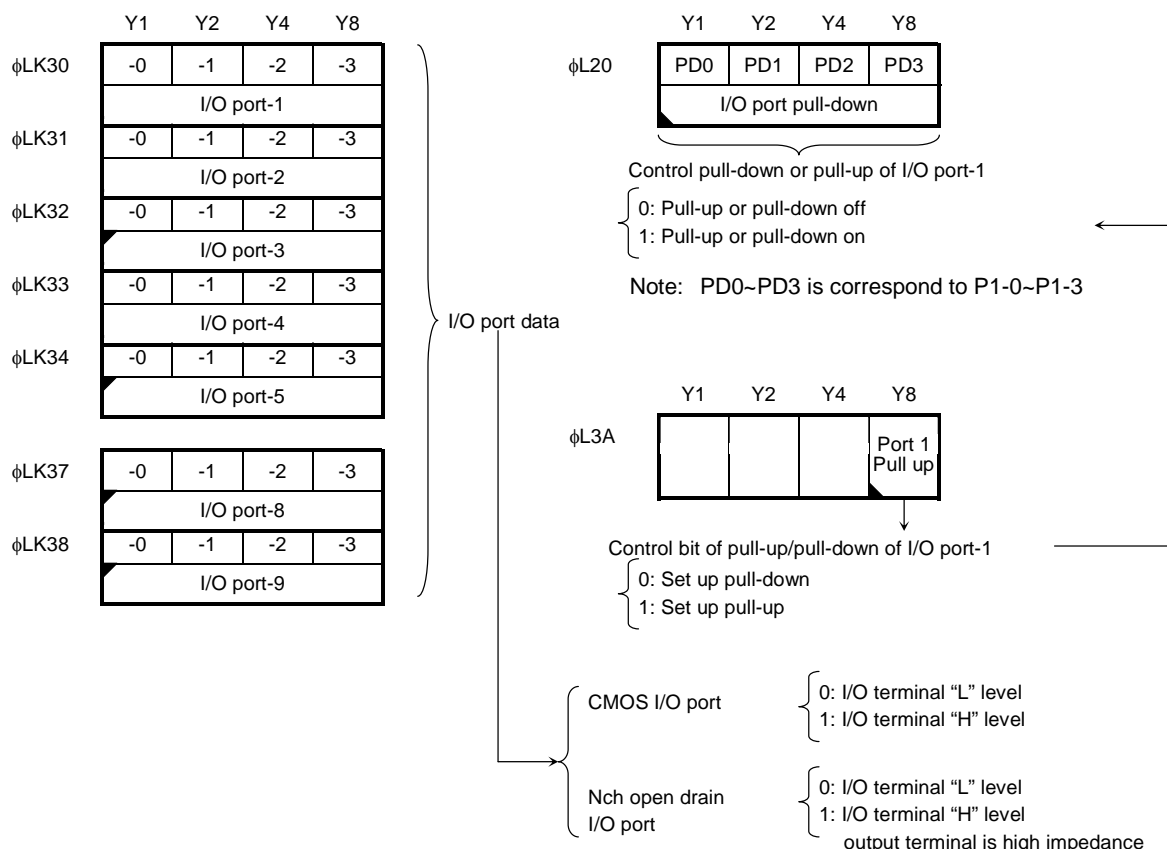 Y1 Y2 Y4 Y8
ϕLK30 -0 -1 -2 -3
I/O port-1
ϕLK31 -0 -1 -2 -3
I/O port-2
ϕLK32 -0 -1 -2 -3
I/O port-3
ϕLK33 -0 -1 -2 -3
I/O port-4
ϕLK34 -0 -1 -2 -3
I/O port-5
ϕLK37 -0 -1 -2 -3
I/O port-8
ϕLK38 -0 -1 -2 -3
I/O port-9
I/O port data
Y1 Y2 Y4 Y8
ϕL20 PD0 PD1 PD2 PD3
I/O port pull-down
Control pull-down or pull-up of I/O port-1
0: Pull-up or pull-down off
1: Pull-up or pull-down on
Note: PD0~PD3 is correspond to P1-0~P1-3
Y1 Y2 Y4 Y8
ϕL3A Port 1
Pull up
Control bit of pull-up/pull-down of I/O port-1
0: Set up pull-down
1: Set up pull-up
CMOS I/O port
0: I/O terminal “L” level
1: I/O terminal “H” level
Nch open drain
I/O port
0: I/O terminal “L” level
1: I/O terminal “H” level
output terminal is high impedance